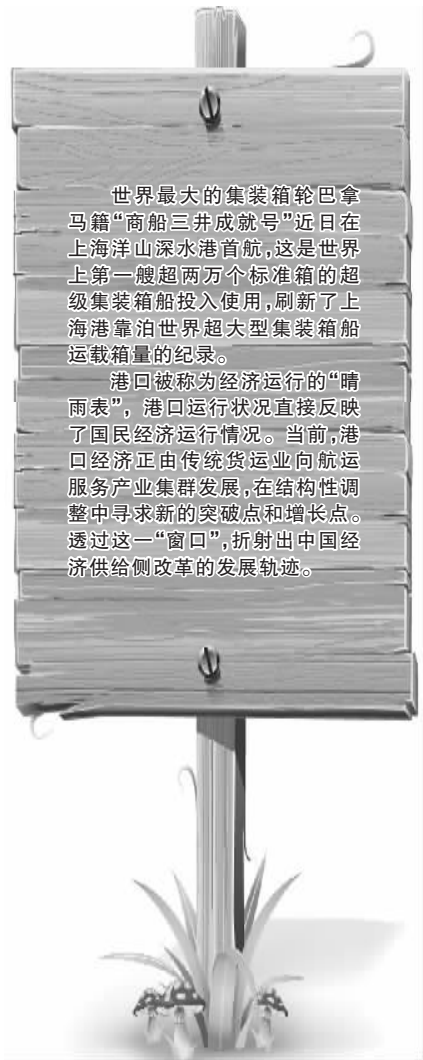 世界最大的集装箱轮巴拿
马籍“商船三井成就号”近日在
上海洋山深水港首航,这是世界
上第一艘超两万个标准箱的超
级集装箱船投入使用,刷新了上
海港靠泊世界超大型集装箱船
运载箱量的纪录。
港口被称为经济运行的“晴
雨表”，港口运行状况直接反映
了国民经济运行情况。当前,港
口经济正由传统货运业向航运
服务产业集群发展,在结构性调
整中寻求新的突破点和增长点。
透过这一“窗口”,折射出中国经
济供给侧改革的发展轨迹。